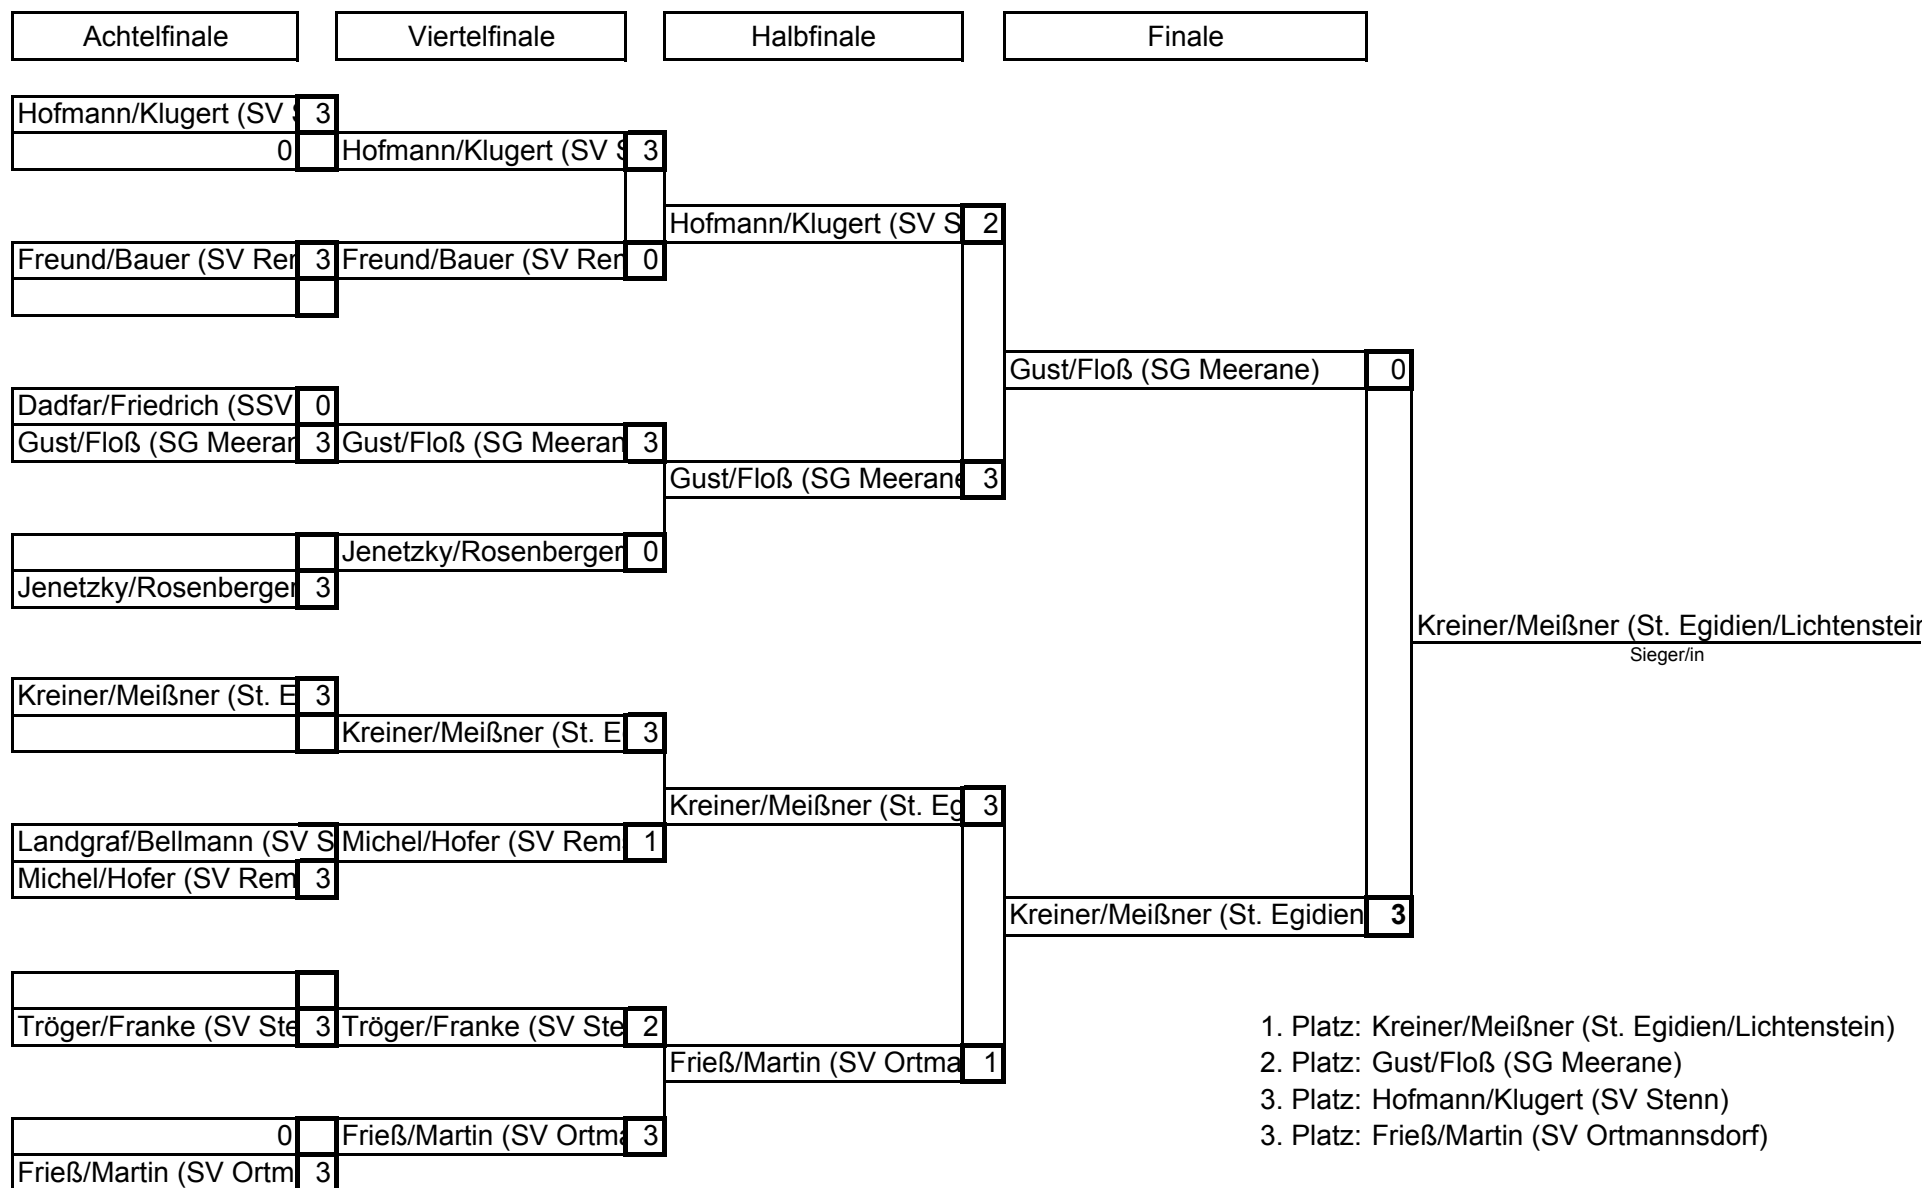 Achtelfinale Viertelfinale Halbfinale Finale
Hofmann/Klugert (SV S 3
0 Hofmann/Klugert (SV S 3
Hofmann/Klugert (SV S 2
Freund/Bauer (SV Rem 3 Freund/Bauer (SV Rem 0
Gust/Floß (SG Meerane) 0
Dadfar/Friedrich (SSV 0
Gust/Floß (SG Meeran 3 Gust/Floß (SG Meeran 3
Gust/Floß (SG Meerane 3
Jenetzky/Rosenberger 0
Jenetzky/Rosenberger 3
Kreiner/Meißner (St. Egidien/Lichtenstein
Sieger/in
Kreiner/Meißner (St. E 3
Kreiner/Meißner (St. E 3
Kreiner/Meißner (St. Eg 3
Landgraf/Bellmann (SV S Michel/Hofer (SV Rem 1
Michel/Hofer (SV Rem 3
Kreiner/Meißner (St. Egidien 3
Tröger/Franke (SV Ste 3 Tröger/Franke (SV Ste 2
Frieß/Martin (SV Ortma 1
0 Frieß/Martin (SV Ortma 3
Frieß/Martin (SV Ortm 3
1. Platz: Kreiner/Meißner (St. Egidien/Lichtenstein)
2. Platz: Gust/Floß (SG Meerane)
3. Platz: Hofmann/Klugert (SV Stenn)
3. Platz: Frieß/Martin (SV Ortmannsdorf)